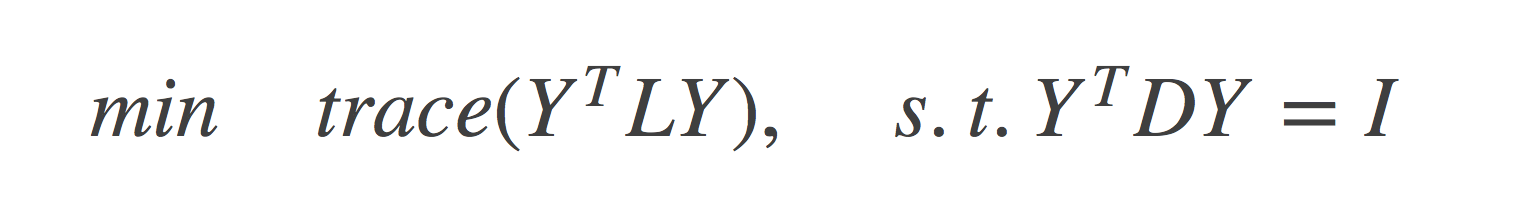 min trace(Y^T LY), s.t. Y^T DY = I